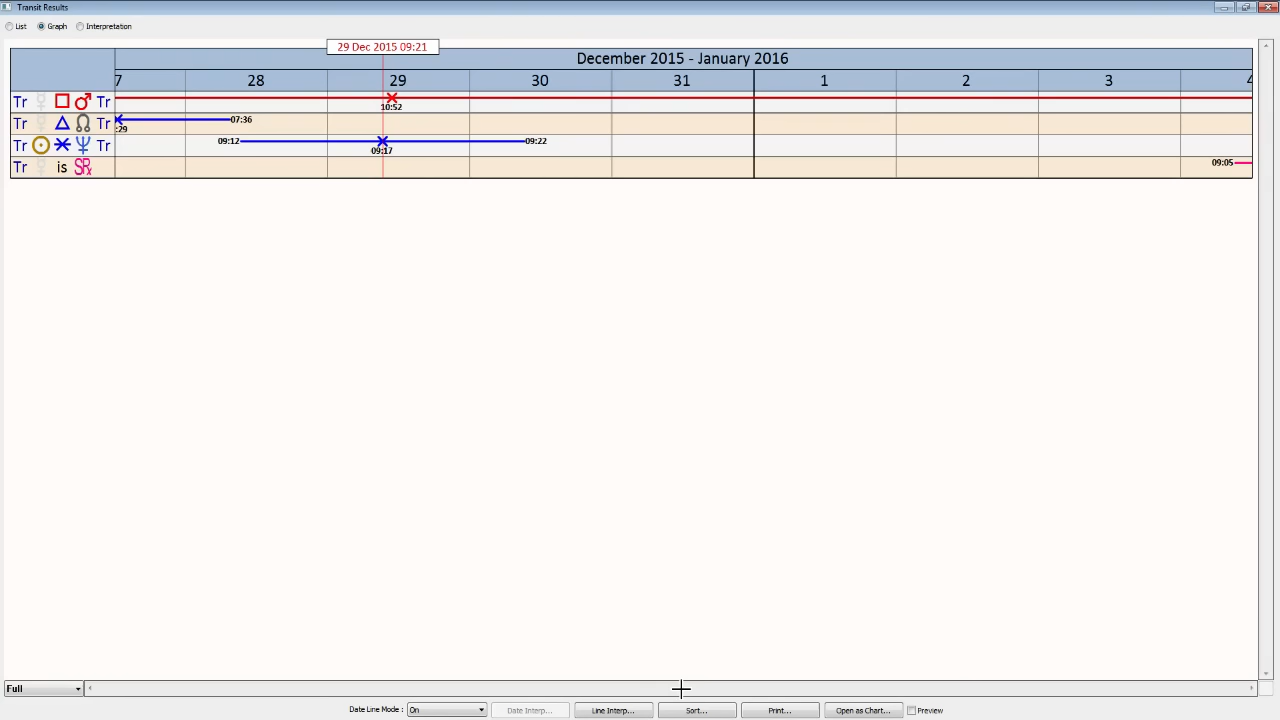 Transit Results
List Graph Interpretation
29 Dec 2015 09:21
December 2015 - January 2016
7 28 29 30 31 1 2 3 4
Tr ☿ □ ♂ Tr
10:52
Tr ☿ △ ☊ Tr
:29 07:36
Tr ☉ ⚹ ♆ Tr
09:12 09:17 09:22
Tr ☿ is SRx
09:05
Full
Date Line Mode : On Date Interp... Line Interp... Sort... Print... Open as Chart... Preview